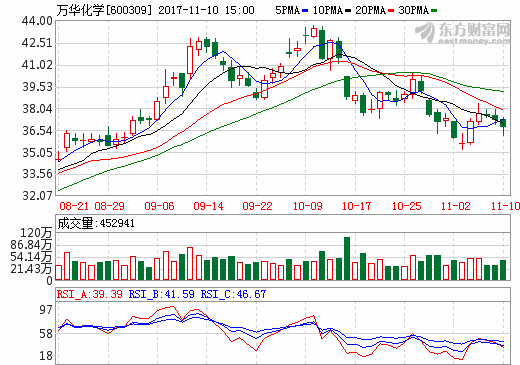 万华化学[600309] 2017-11-10 15:00 5PMA 10PMA 20PMA 30PMA
44.00
东方财富网
eastmoney.com
42.51
41.02
39.53
38.04
36.54
35.05
33.56
32.07
08-21 08-29 09-06 09-14 09-22 10-09 10-17 10-25 11-02 11-10
成交量:452941
120万
86.84万
54.14万
21.43万
0
RSI_A:39.39 RSI_B:41.59 RSI_C:46.67
97
58
18